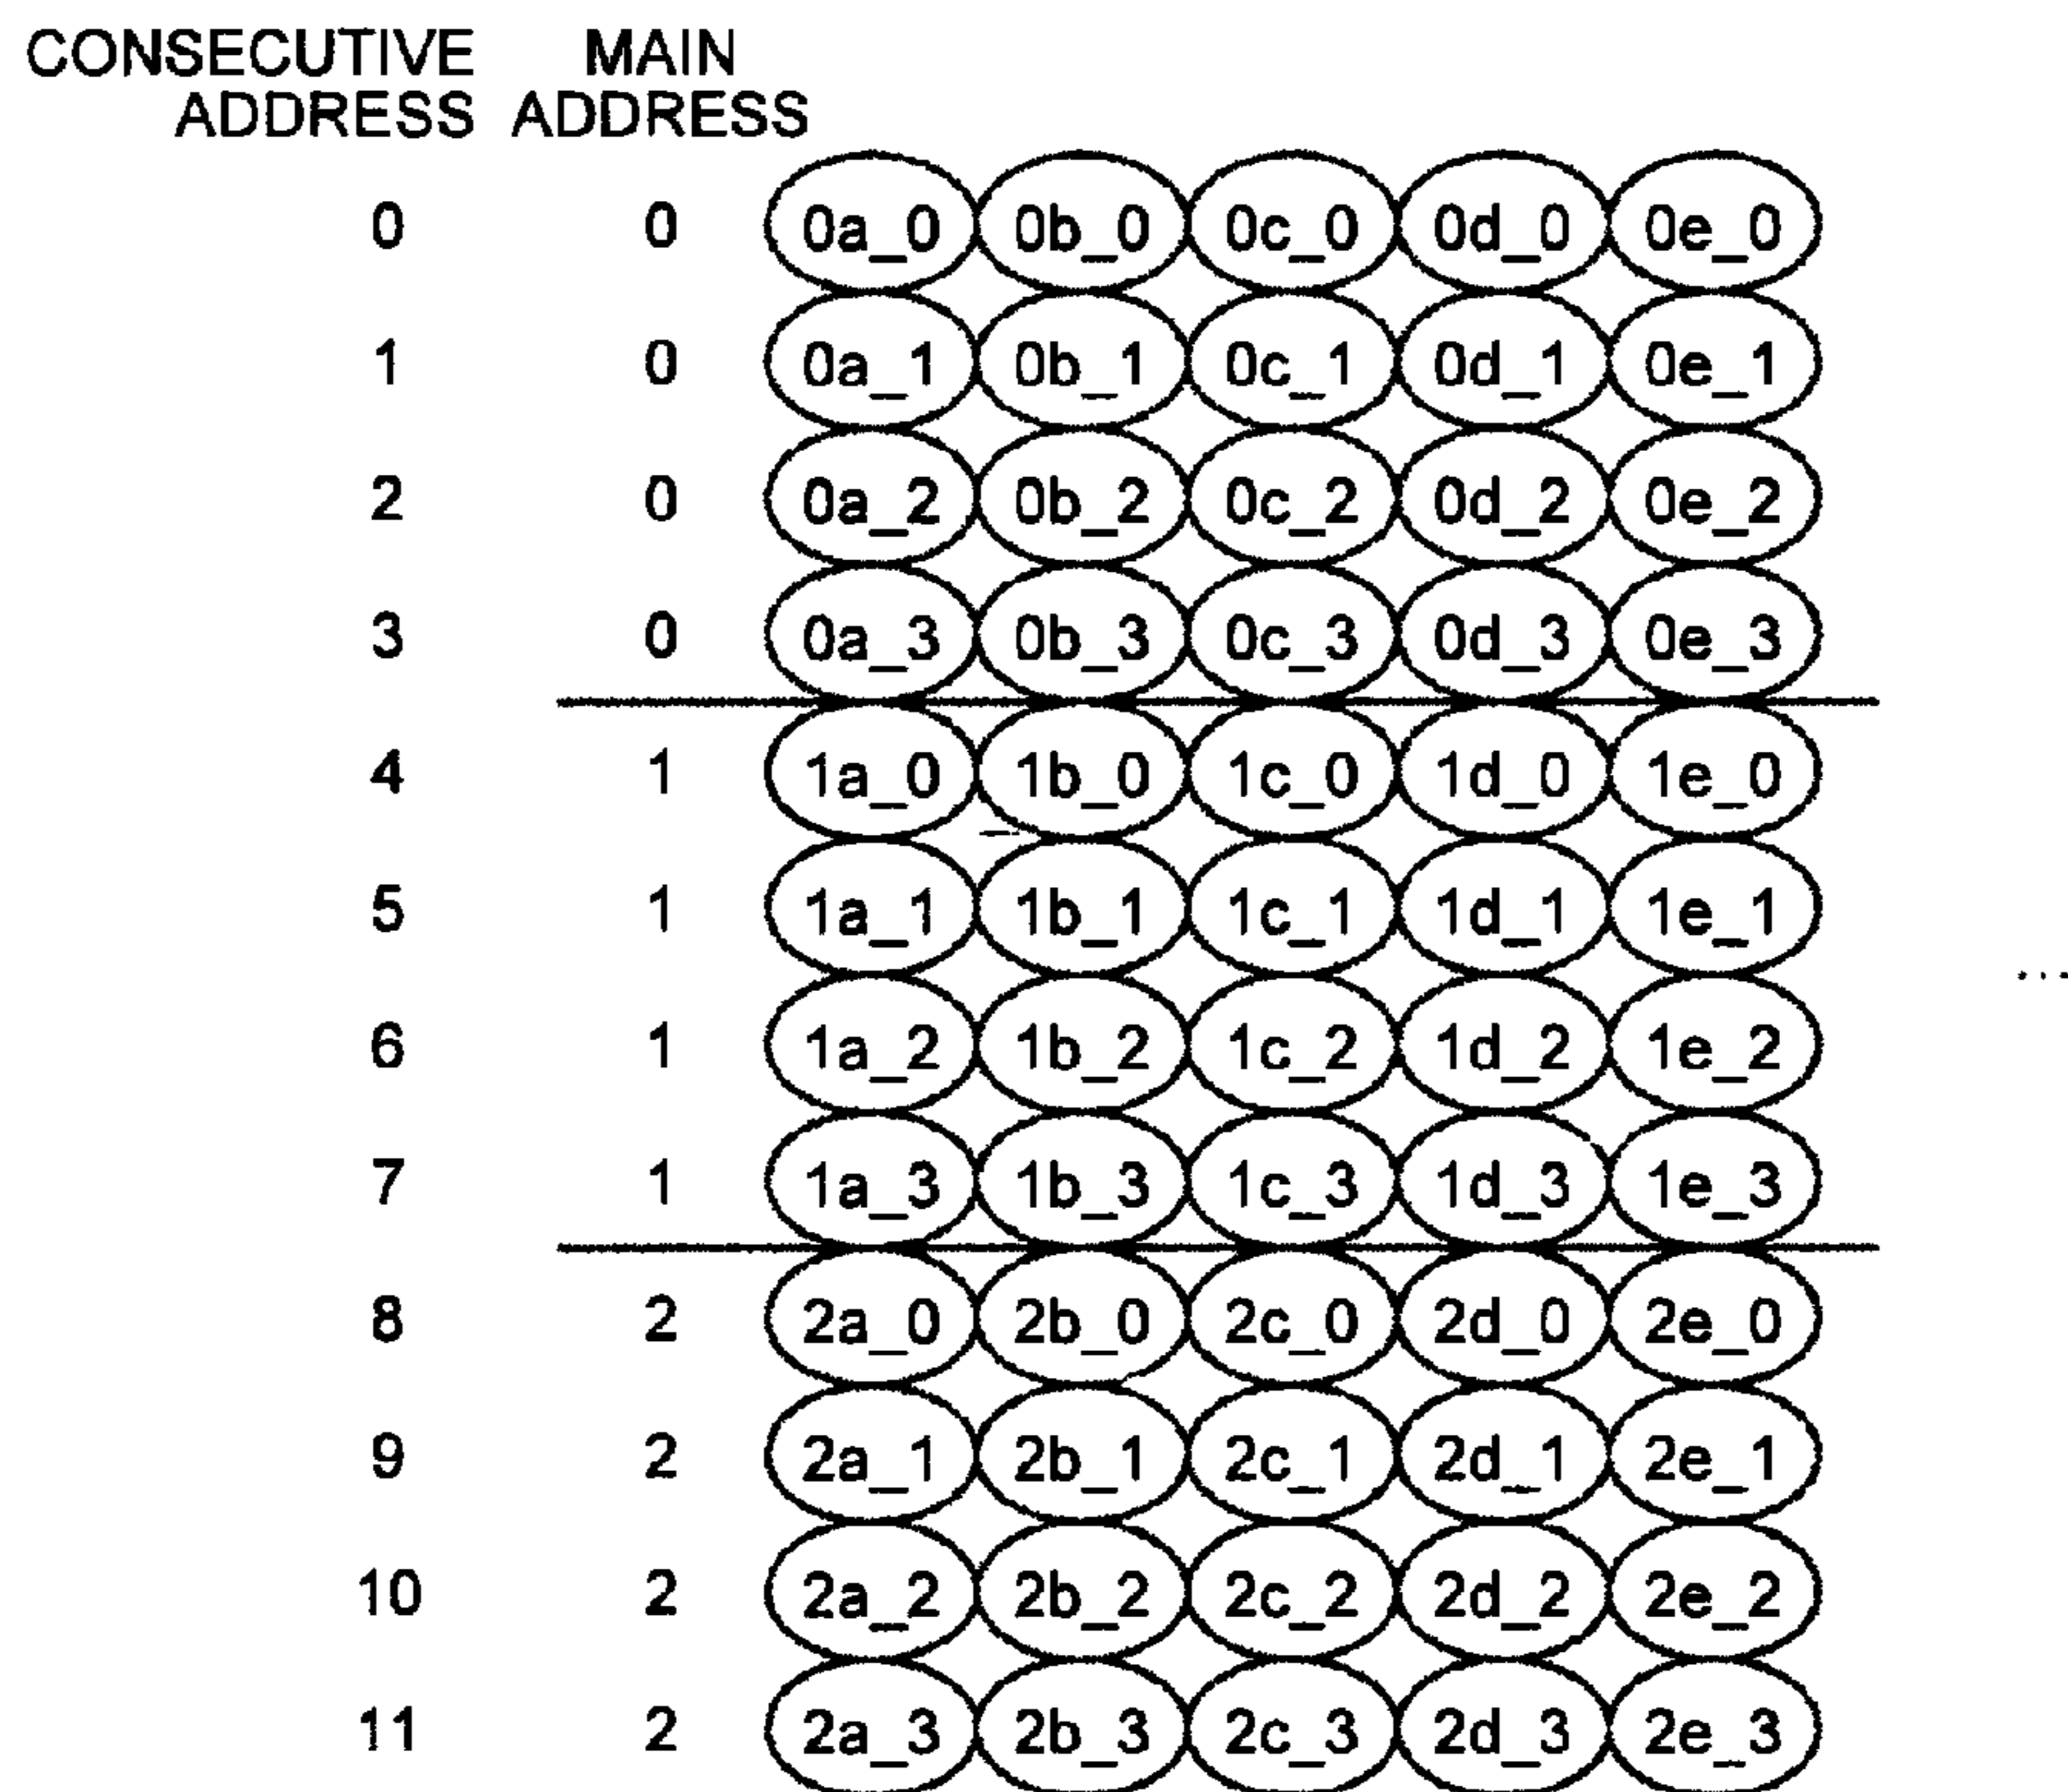 CONSECUTIVE MAIN
ADDRESS ADDRESS
0 0 0a_0 0b_0 0c_0 0d_0 0e_0
1 0 0a_1 0b_1 0c_1 0d_1 0e_1
2 0 0a_2 0b_2 0c_2 0d_2 0e_2
3 0 0a_3 0b_3 0c_3 0d_3 0e_3
4 1 1a_0 1b_0 1c_0 1d_0 1e_0
5 1 1a_1 1b_1 1c_1 1d_1 1e_1
...
6 1 1a_2 1b_2 1c_2 1d_2 1e_2
7 1 1a_3 1b_3 1c_3 1d_3 1e_3
8 2 2a_0 2b_0 2c_0 2d_0 2e_0
9 2 2a_1 2b_1 2c_1 2d_1 2e_1
10 2 2a_2 2b_2 2c_2 2d_2 2e_2
11 2 2a_3 2b_3 2c_3 2d_3 2e_3